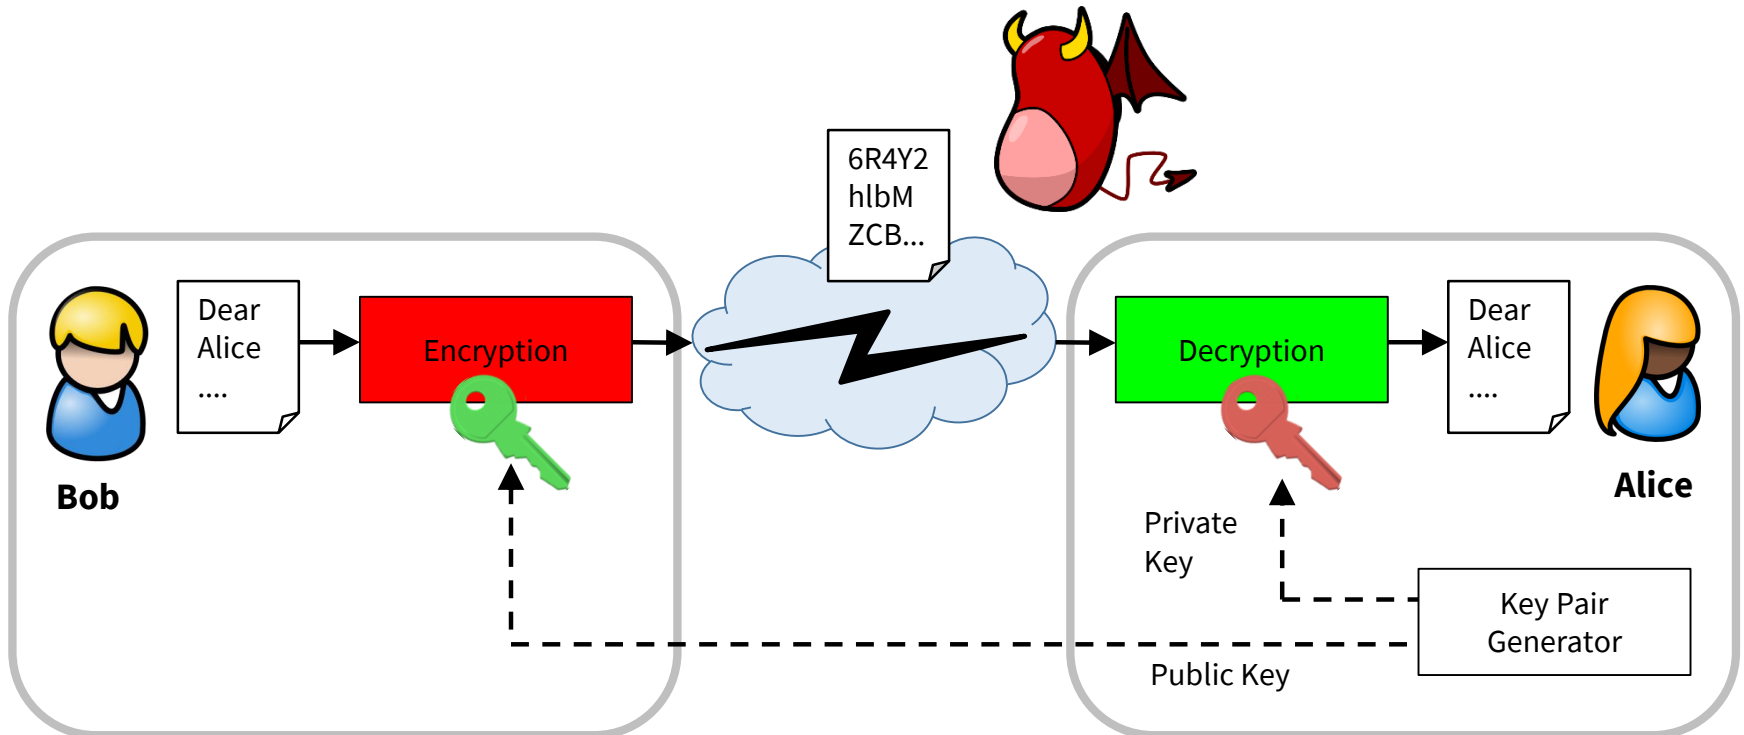 6R4Y2
hlbM
ZCB...
Dear
Alice
....
Encryption
Decryption
Dear
Alice
....
Bob
Alice
Private
Key
Key Pair
Generator
Public Key